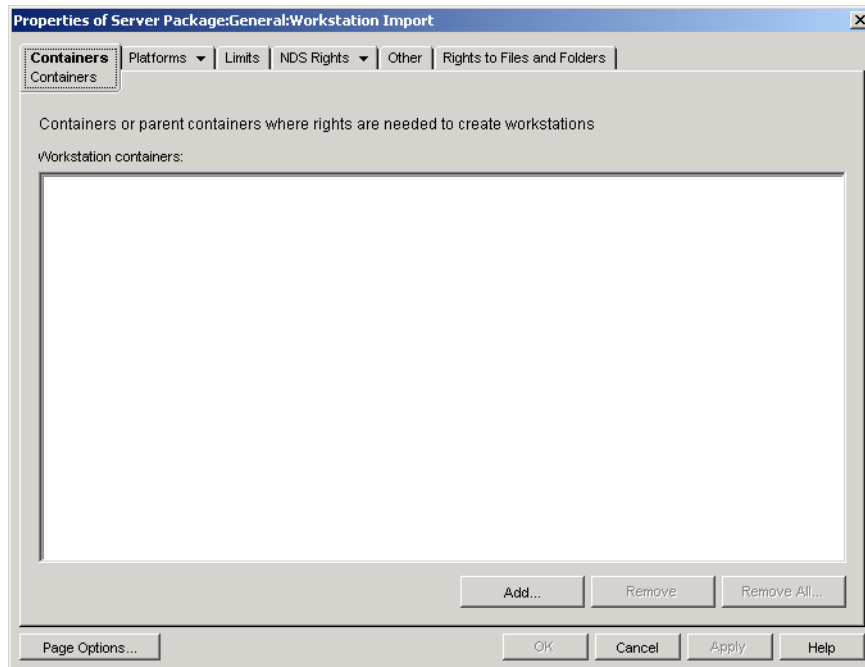 Properties of Server Package:General:Workstation Import
Containers Platforms Limits NDS Rights Other Rights to Files and Folders
Containers
Containers or parent containers where rights are needed to create workstations
Workstation containers:
Add... Remove Remove All...
Page Options... OK Cancel Apply Help